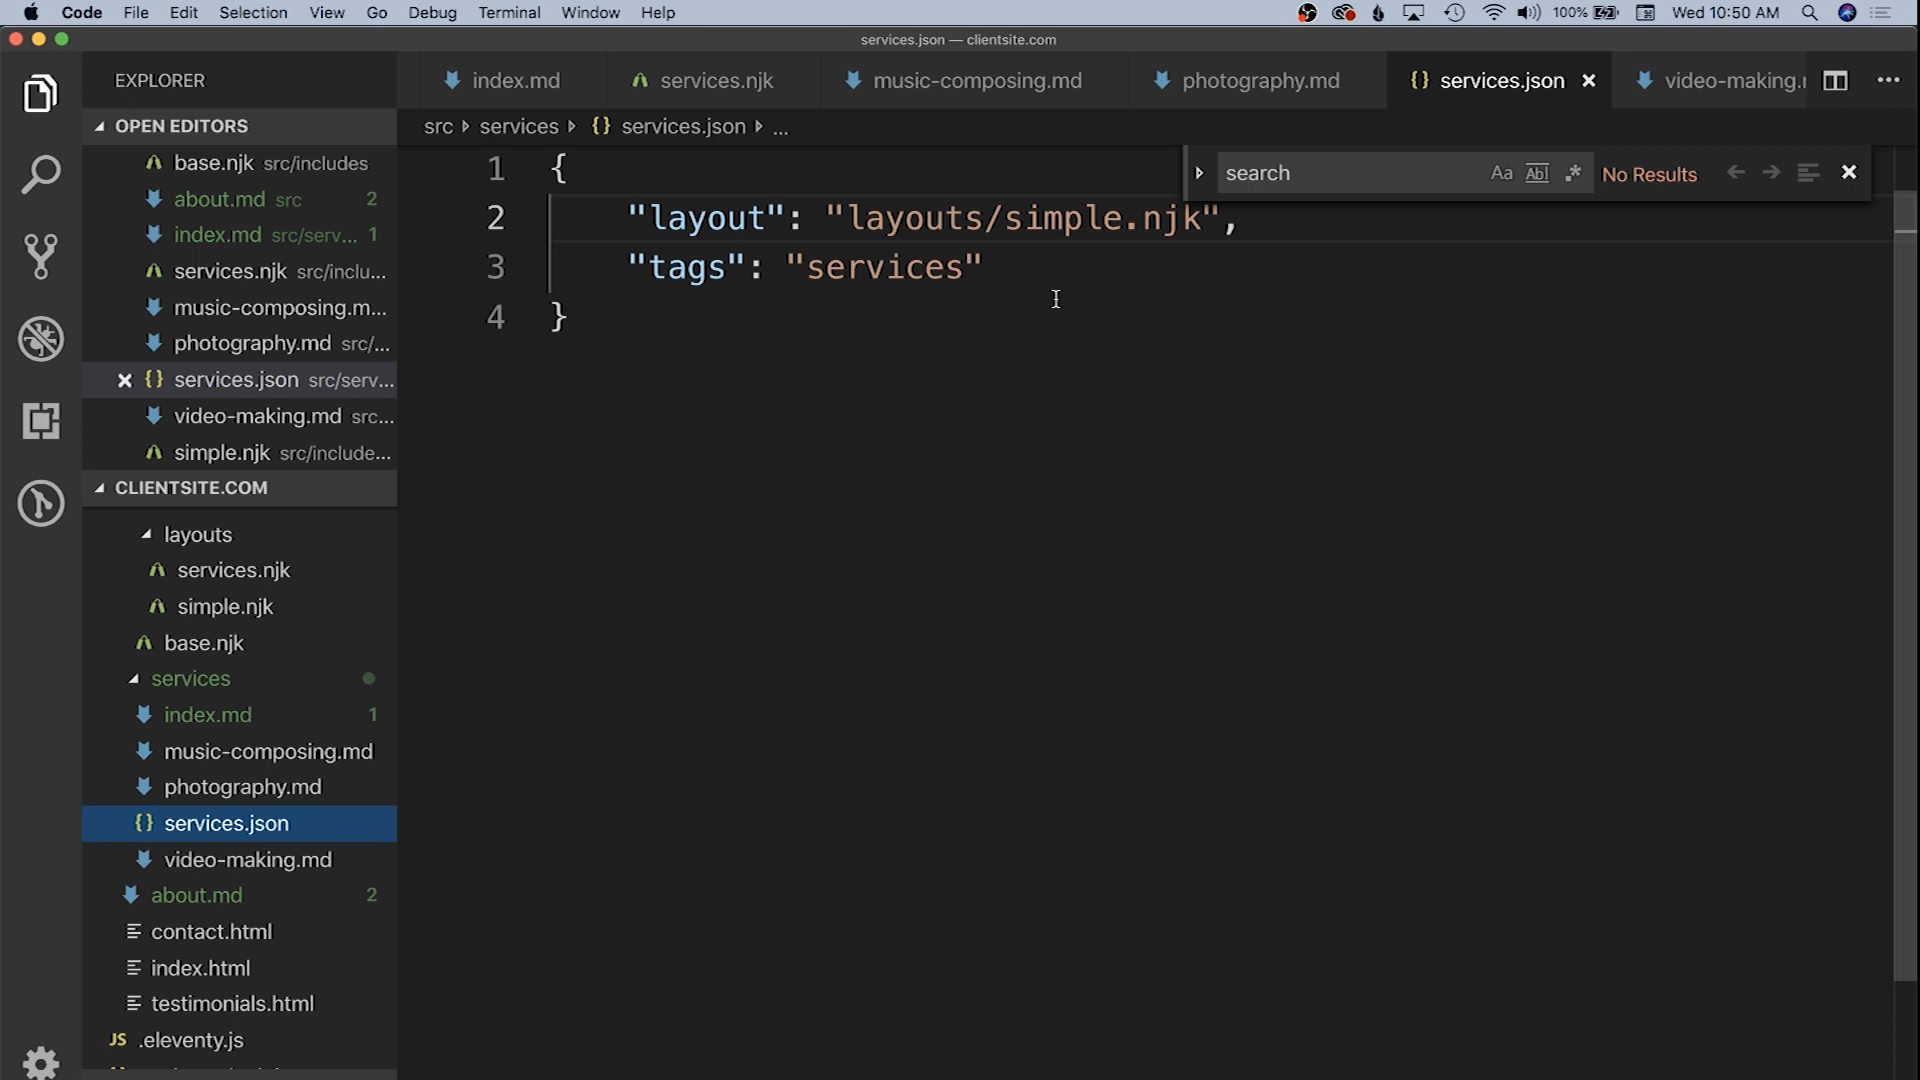 Code File Edit Selection View Go Debug Terminal Window Help 100% Wed 10:50 AM
services.json — clientsite.com
EXPLORER
index.md services.njk music-composing.md photography.md {} services.json video-making.
OPEN EDITORS
src services {} services.json ...
base.njk src/includes
about.md src 2
index.md src/serv... 1
services.njk src/inclu...
music-composing.m...
photography.md src/...
{} services.json src/serv...
video-making.md src...
simple.njk src/include...
search Aa Abl .* No Results
1 {
2 "layout": "layouts/simple.njk",
3 "tags": "services"
4 }
CLIENTSITE.COM
layouts
services.njk
simple.njk
base.njk
services
index.md 1
music-composing.md
photography.md
{} services.json
video-making.md
about.md 2
contact.html
index.html
testimonials.html
JS .eleventy.js